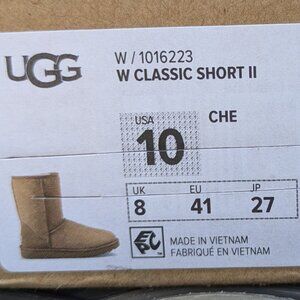 UGG
W / 1016223
W CLASSIC SHORT II
USA
10
CHE
UK EU JP
8 41 27
EPC
MADE IN VIETNAM
FABRIQUÉ EN VIETNAM